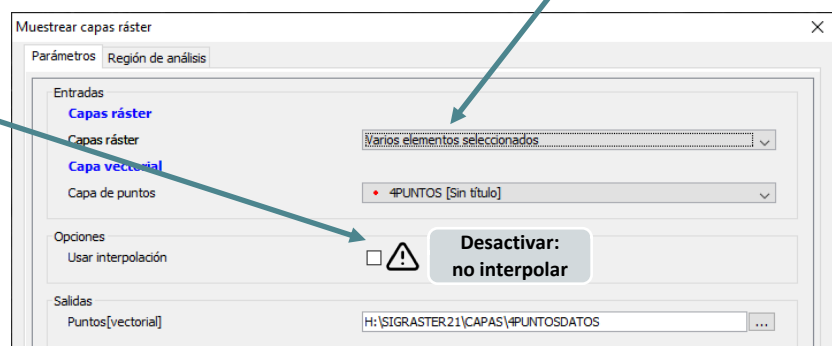 Muestrear capas ráster
Parámetros Región de análisis
Entradas
Capas ráster
Capas ráster Varios elementos seleccionados
Capa vectorial
Capa de puntos 4PUNTOS [Sin título]
Opciones
Usar interpolación
Desactivar:
no interpolar
Salidas
Puntos[vectorial] H:\SIGRASTER21\CAPAS\4PUNTOSDATOS ...